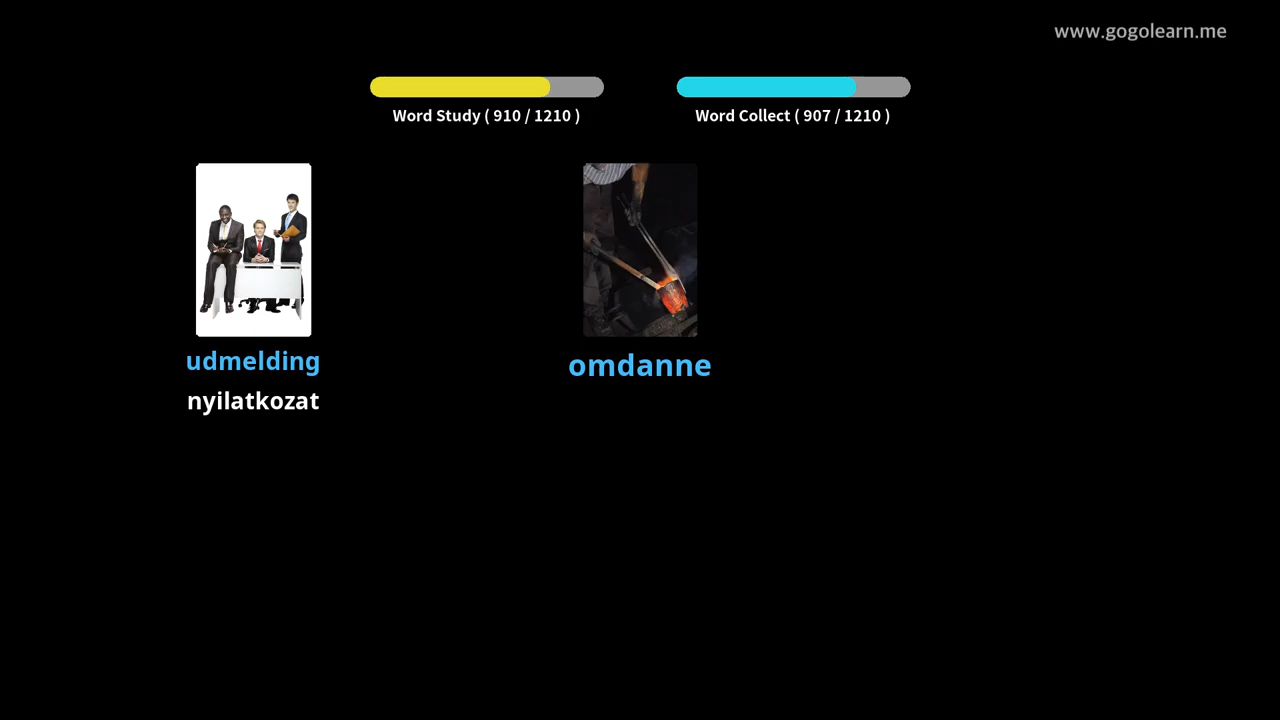 www.gogolearn.me
Word Study ( 910 / 1210 )
Word Collect ( 907 / 1210 )
udmelding
nyilatkozat
omdanne